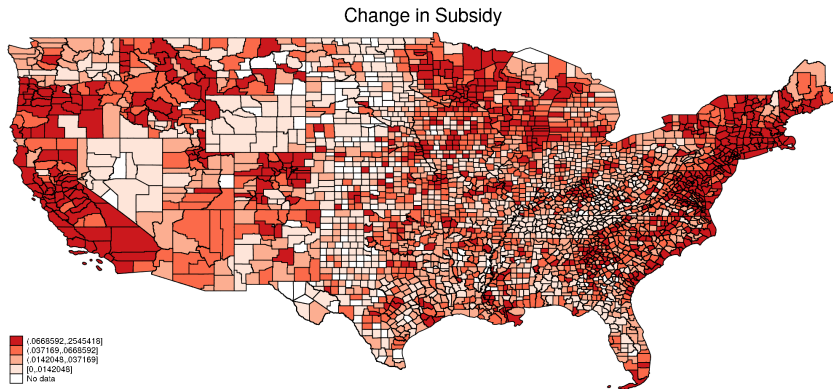 Change in Subsidy
(.0668592,.2545418]
(.037169,.0668592]
(.0142048,.037169]
[0,.0142048]
No data